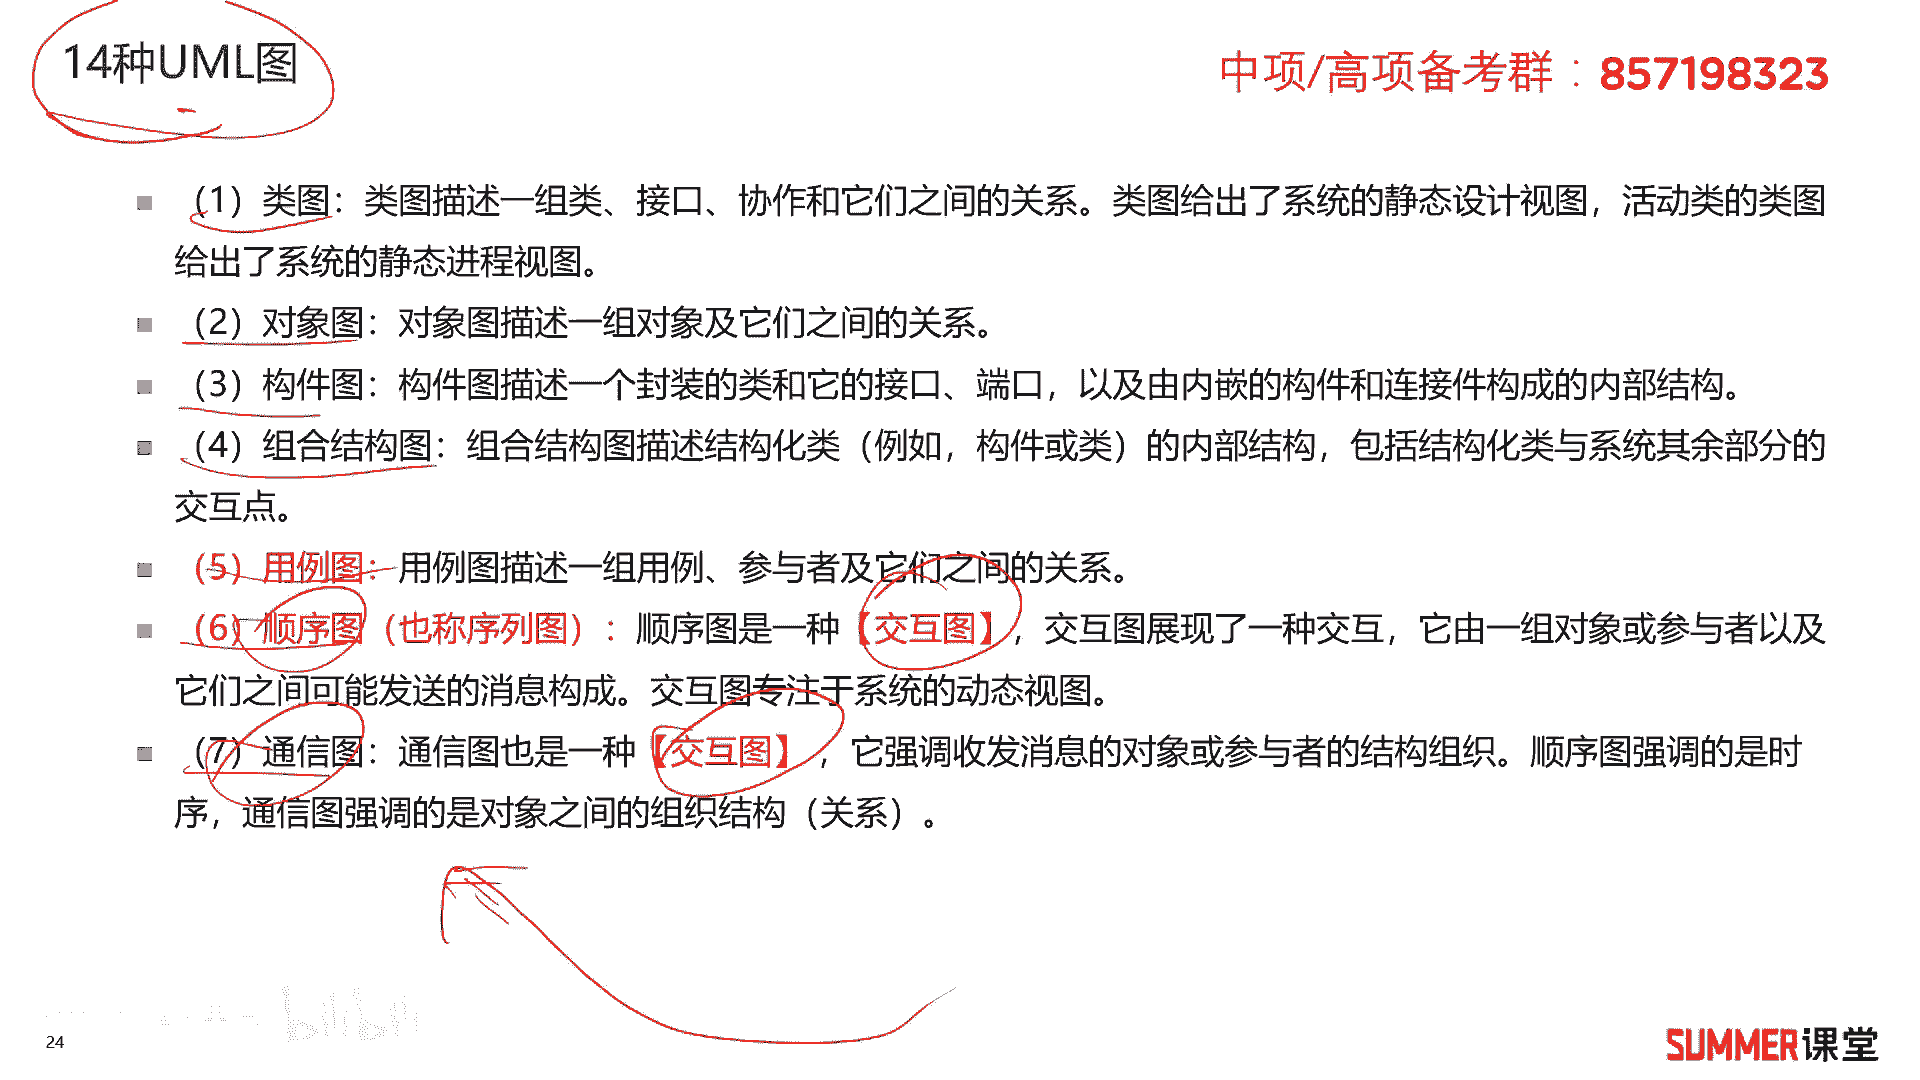 14种UML图
中项/高项备考群：857198323
（1）类图：类图描述一组类、接口、协作和它们之间的关系。类图给出了系统的静态设计视图，活动类的类图
给出了系统的静态进程视图。
（2）对象图：对象图描述一组对象及它们之间的关系。
（3）构件图：构件图描述一个封装的类和它的接口、端口，以及由内嵌的构件和连接件构成的内部结构。
（4）组合结构图：组合结构图描述结构化类（例如，构件或类）的内部结构，包括结构化类与系统其余部分的
交互点。
（5）用例图：用例图描述一组用例、参与者及它们之间的关系。
（6）顺序图（也称序列图）：顺序图是一种【交互图】，交互图展现了一种交互，它由一组对象或参与者以及
它们之间可能发送的消息构成。交互图专注于系统的动态视图。
（7）通信图：通信图也是一种【交互图】，它强调收发消息的对象或参与者的结构组织。顺序图强调的是时
序，通信图强调的是对象之间的组织结构（关系）。
bilibili
24
SUMMER课堂